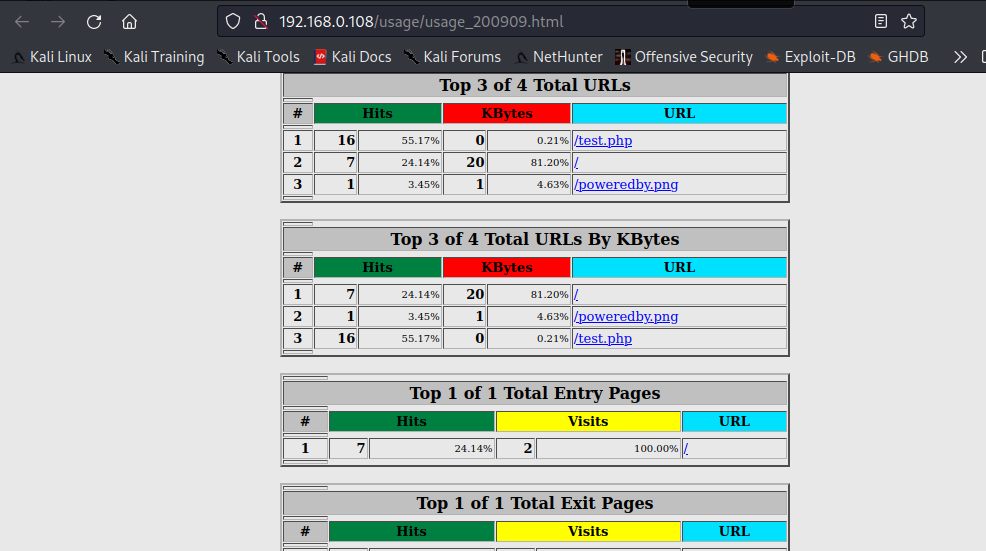 192.168.0.108/usage/usage_200909.html
Kali Linux Kali Training Kali Tools Kali Docs Kali Forums NetHunter Offensive Security Exploit-DB GHDB
Top 3 of 4 Total URLs
# Hits KBytes URL
1 16 55.17% 0 0.21% /test.php
2 7 24.14% 20 81.20% /
3 1 3.45% 1 4.63% /poweredby.png
Top 3 of 4 Total URLs By KBytes
# Hits KBytes URL
1 7 24.14% 20 81.20% /
2 1 3.45% 1 4.63% /poweredby.png
3 16 55.17% 0 0.21% /test.php
Top 1 of 1 Total Entry Pages
# Hits Visits URL
1 7 24.14% 2 100.00% /
Top 1 of 1 Total Exit Pages
# Hits Visits URL